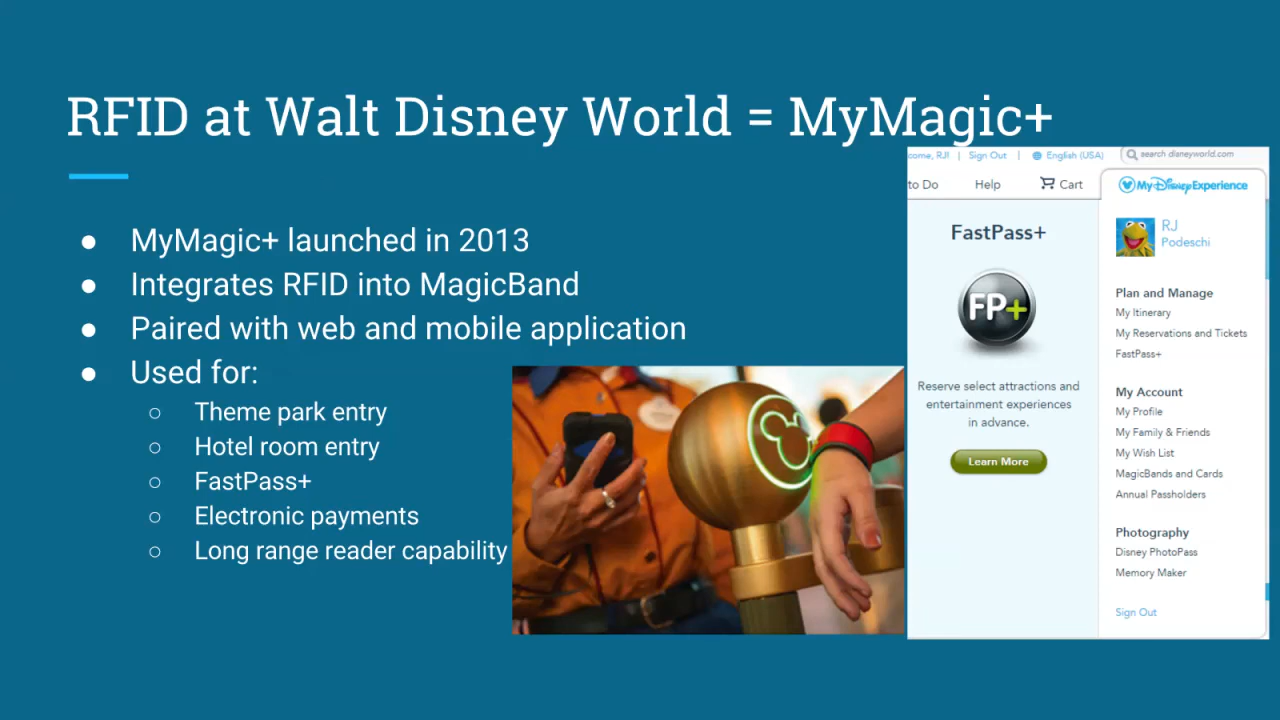 RFID at Walt Disney World = MyMagic+
● MyMagic+ launched in 2013
● Integrates RFID into MagicBand
● Paired with web and mobile application
● Used for:
○ Theme park entry
○ Hotel room entry
○ FastPass+
○ Electronic payments
○ Long range reader capability
come, RJ! | Sign Out | English (USA) search disneyworld.com
to Do Help Cart My Disney Experience
FastPass+
FP+
Reserve select attractions and
entertainment experiences
in advance.
Learn More
RJ
Podeschi
Plan and Manage
My Itinerary
My Reservations and Tickets
FastPass+
My Account
My Profile
My Family & Friends
My Wish List
MagicBands and Cards
Annual Passholders
Photography
Disney PhotoPass
Memory Maker
Sign Out